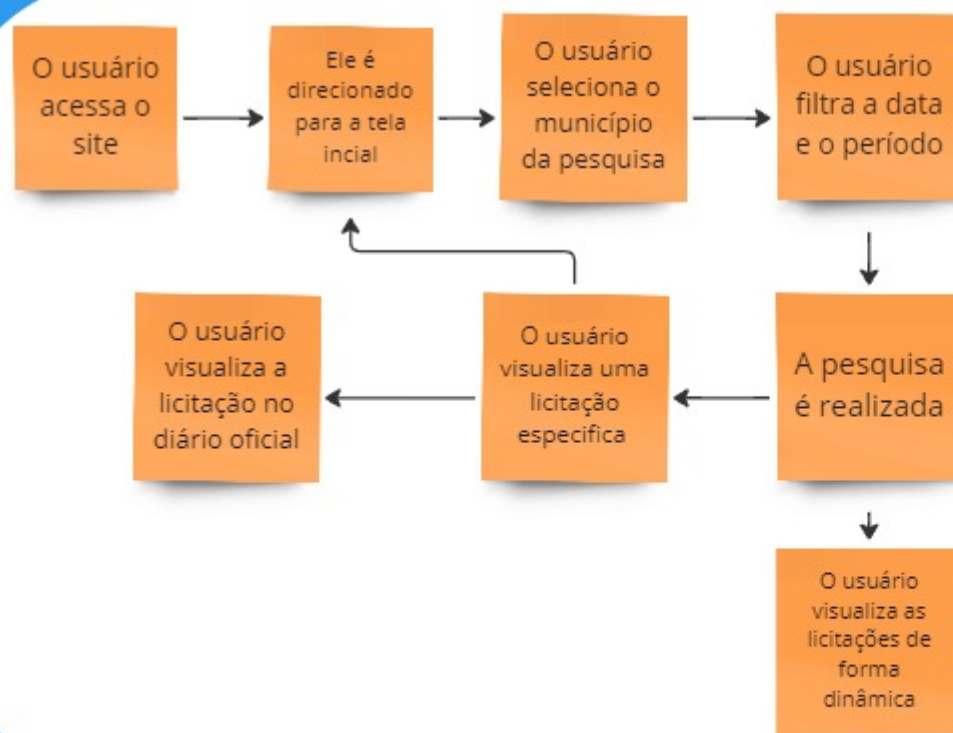 O usuário
acessa o
site
Ele é
direcionado
para a tela
incial
O usuário
seleciona o
município
da pesquisa
O usuário
filtra a data
e o período
O usuário
visualiza a
licitação no
diário oficial
O usuário
visualiza uma
licitação
especifica
A pesquisa
é realizada
O usuário
visualiza as
licitações de
forma
dinâmica